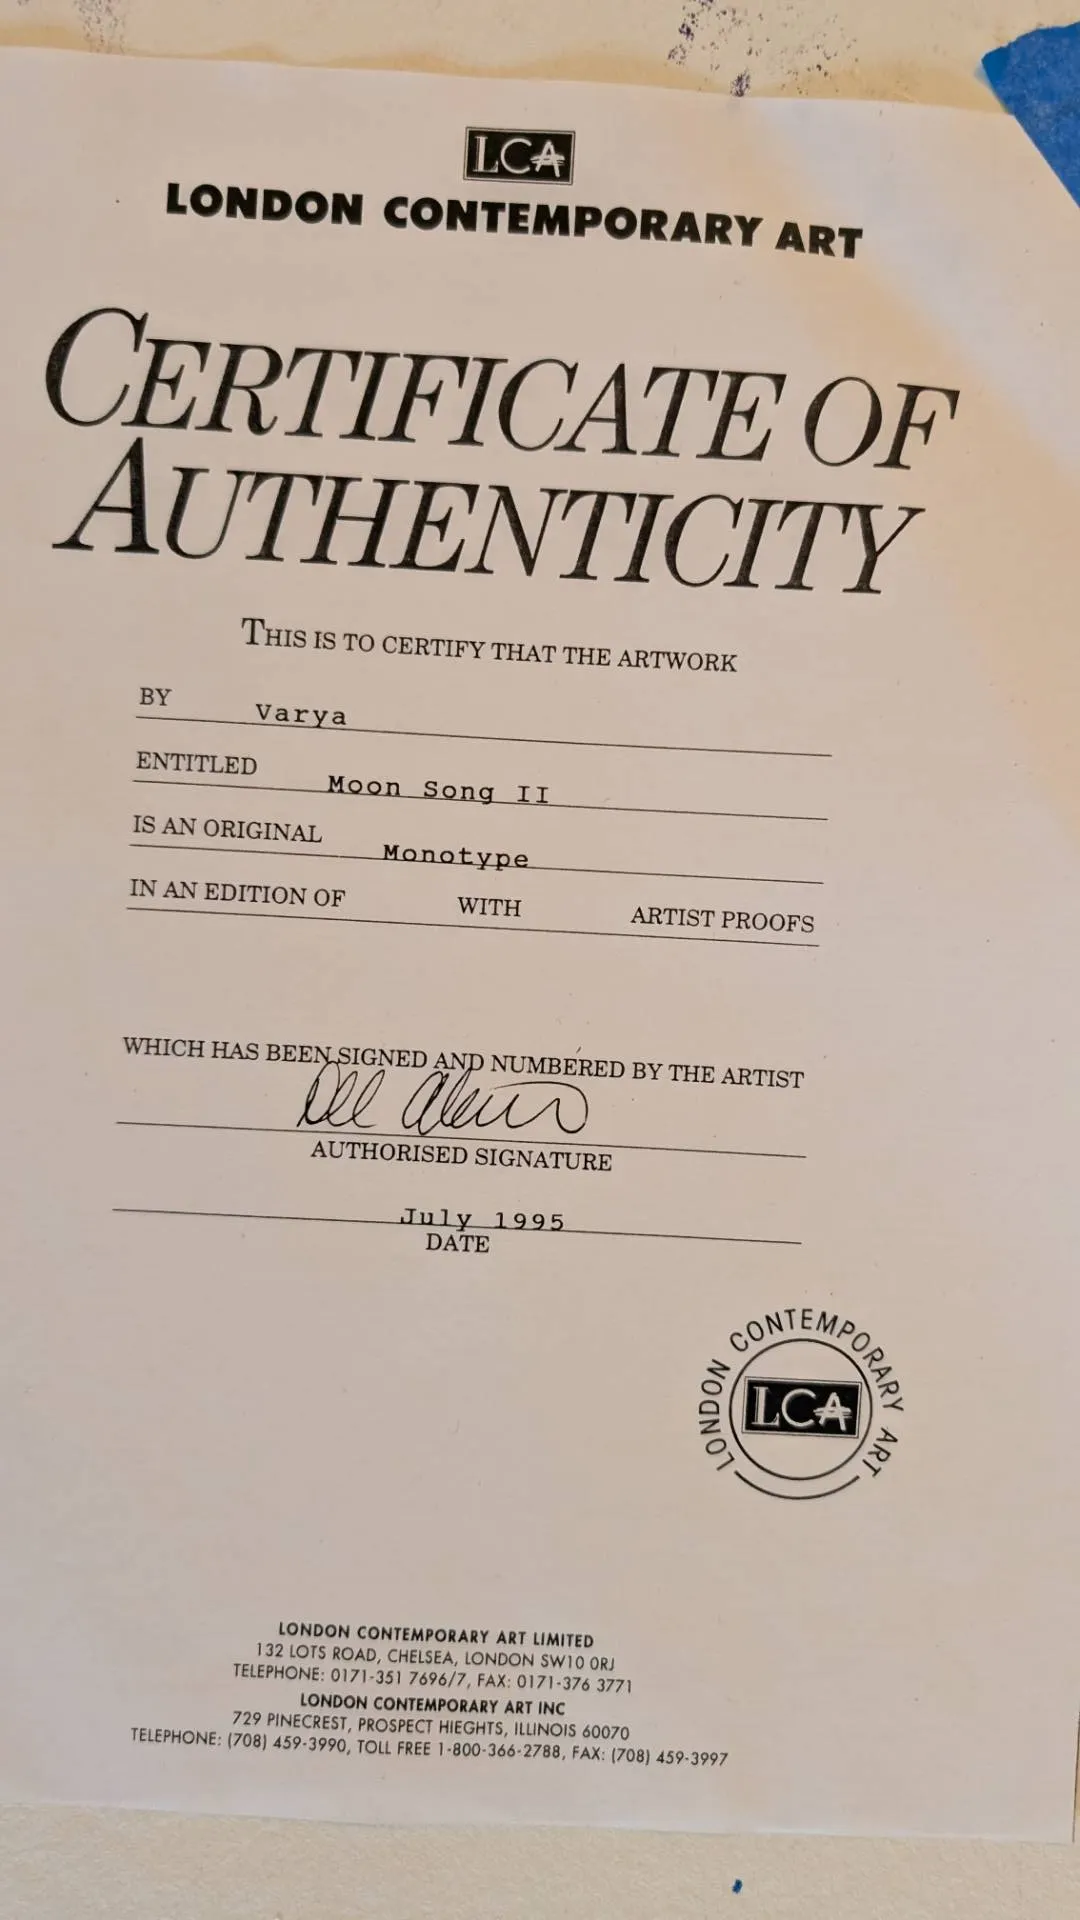 LCA
LONDON CONTEMPORARY ART
CERTIFICATE OF
AUTHENTICITY
THIS IS TO CERTIFY THAT THE ARTWORK
BY Varya
ENTITLED Moon Song II
IS AN ORIGINAL Monotype
IN AN EDITION OF WITH ARTIST PROOFS
WHICH HAS BEEN SIGNED AND NUMBERED BY THE ARTIST
AUTHORISED SIGNATURE
July 1995
DATE
LONDON CONTEMPORARY ART
LCA
LONDON CONTEMPORARY ART LIMITED
132 LOTS ROAD, CHELSEA, LONDON SW10 0RJ
TELEPHONE: 0171-351 7696/7, FAX: 0171-376 3771
LONDON CONTEMPORARY ART INC
729 PINECREST, PROSPECT HIEGHTS, ILLINOIS 60070
TELEPHONE: (708) 459-3990, TOLL FREE 1-800-366-2788, FAX: (708) 459-3997